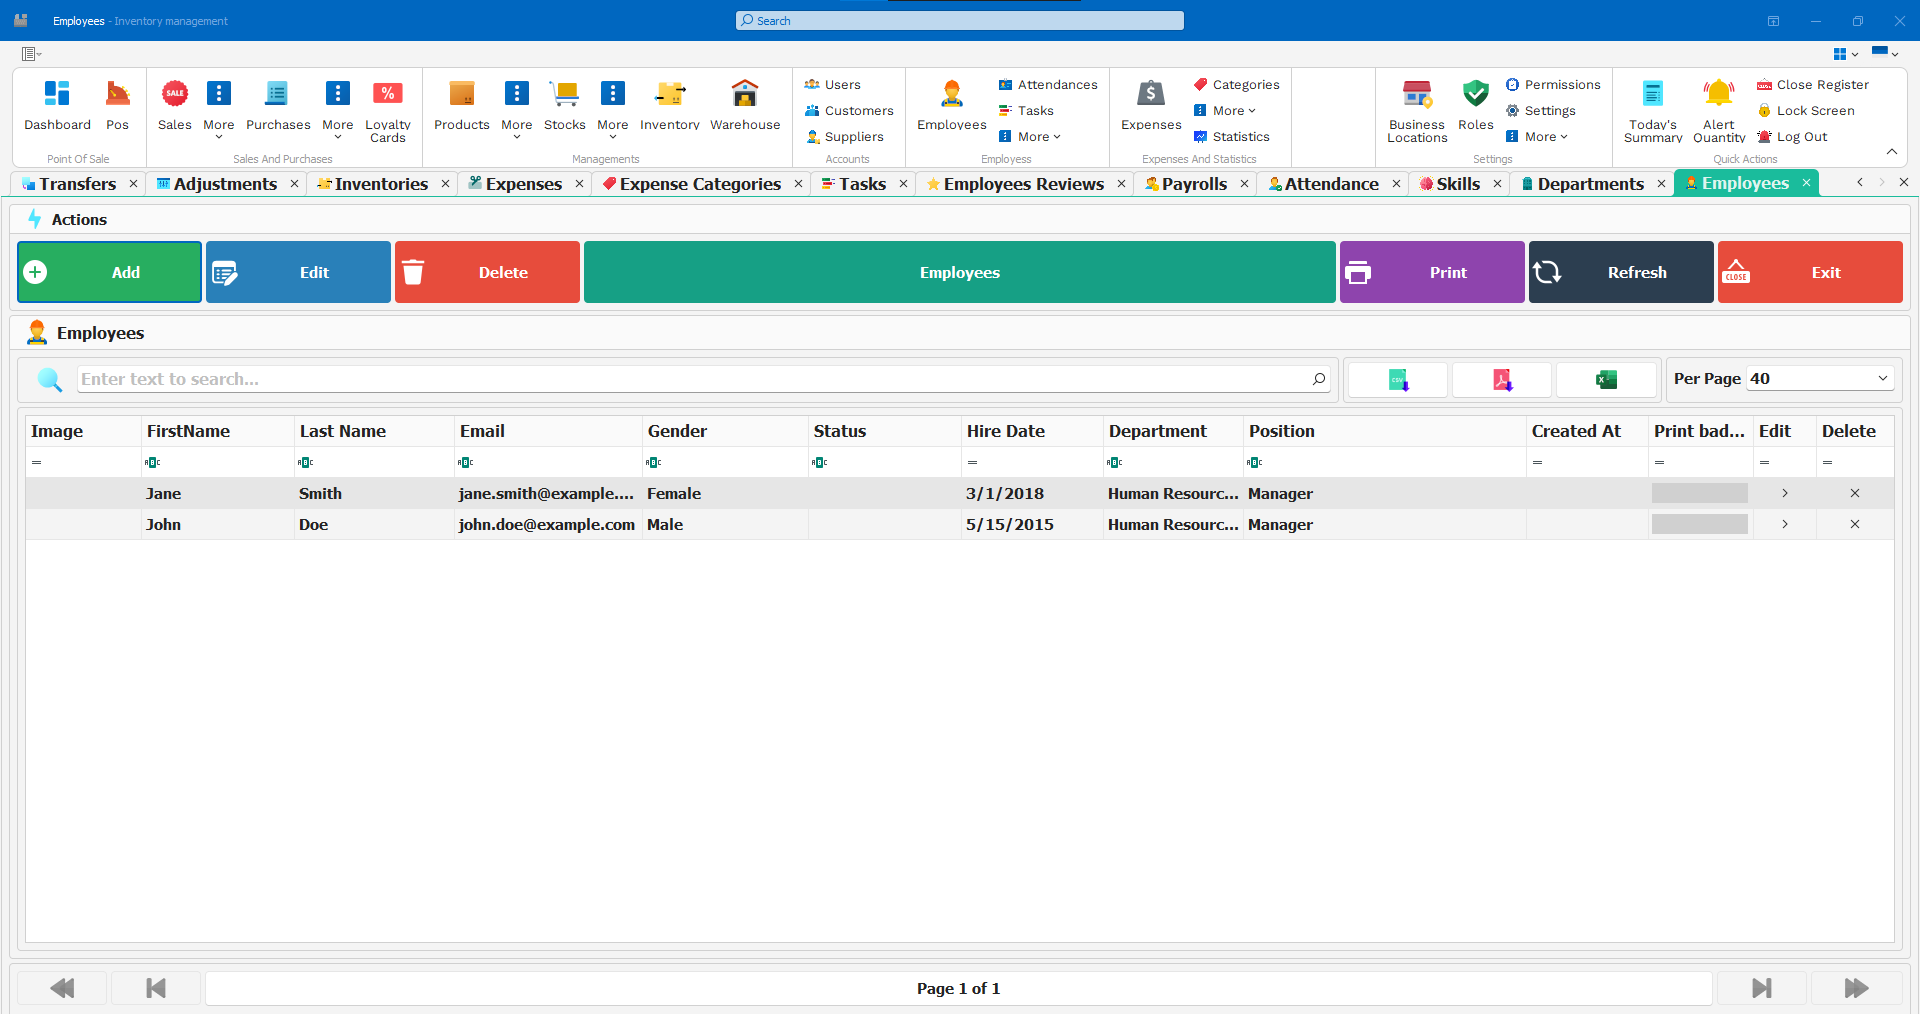 Employees - Inventory management
Search
Dashboard
Pos
Point Of Sale
Sales
More
Purchases
More
Loyalty
Cards
Sales And Purchases
Products
More
Stocks
More
Inventory
Warehouse
Managements
Users
Customers
Suppliers
Accounts
Employees
Attendances
Tasks
More
Employess
Expenses
Categories
More
Statistics
Expenses And Statistics
Business
Locations
Roles
Permissions
Settings
More
Settings
Today's
Summary
Alert
Quantity
Close Register
Lock Screen
Log Out
Quick Actions
Transfers
Adjustments
Inventories
Expenses
Expense Categories
Tasks
Employees Reviews
Payrolls
Attendance
Skills
Departments
Employees
Actions
Add
Edit
Delete
Employees
Print
Refresh
CLOSE
Exit
Employees
Enter text to search...
CSV
Per Page 40
Image FirstName Last Name Email Gender Status Hire Date Department Position Created At Print bad... Edit Delete
Jane Smith jane.smith@example.... Female 3/1/2018 Human Resourc... Manager
John Doe john.doe@example.com Male 5/15/2015 Human Resourc... Manager
Page 1 of 1